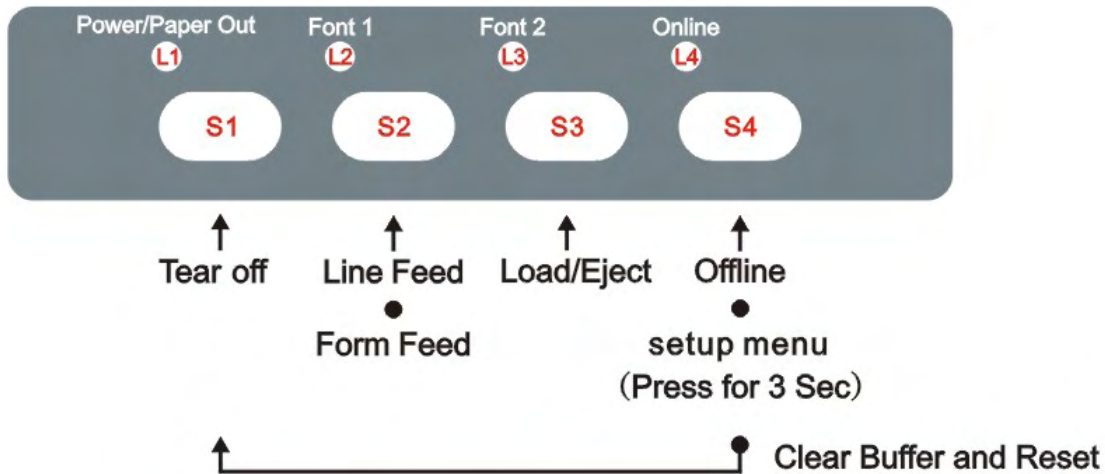 Power/Paper Out Font 1 Font 2 Online
L1 L2 L3 L4
S1 S2 S3 S4
Tear off Line Feed Load/Eject Offline
Form Feed setup menu
(Press for 3 Sec)
Clear Buffer and Reset